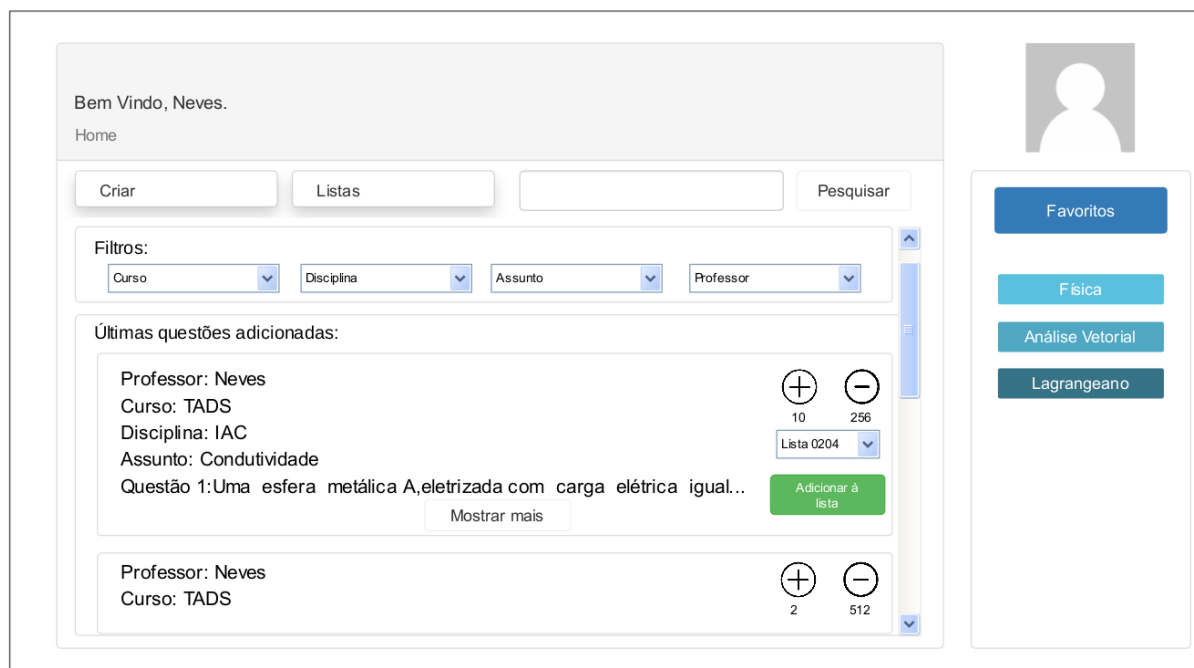 Bem Vindo, Neves.
Home
Criar
Listas
Pesquisar
Filtros:
Curso
Disciplina
Assunto
Professor
Últimas questões adicionadas:
Professor: Neves
Curso: TADS
Disciplina: IAC
Assunto: Condutividade
Questão 1:Uma esfera metálica A,eletrizada com carga elétrica igual...
Mostrar mais
10
256
Lista 0204
Adicionar à
lista
Professor: Neves
Curso: TADS
2
512
Favoritos
Física
Análise Vetorial
Lagrangeano